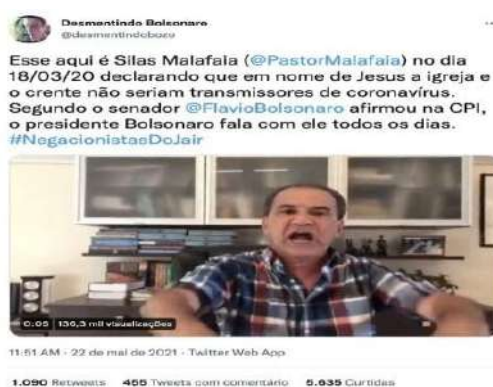 Desmentindo Bolsonaro
@desmentindobozo
Esse aqui é Silas Malafaia (@PastorMalafaia) no dia
18/03/20 declarando que em nome de Jesus a igreja e
o crente não seriam transmissores de coronavírus.
Segundo o senador @FlavioBolsonaro afirmou na CPI,
o presidente Bolsonaro fala com ele todos os dias.
#NegacionistasDoJair
0:05 130,3 mil visualizações
11:51 AM · 22 de mai de 2021 · Twitter Web App
1.090 Retweets 455 Tweets com comentário 5.635 Curtidas